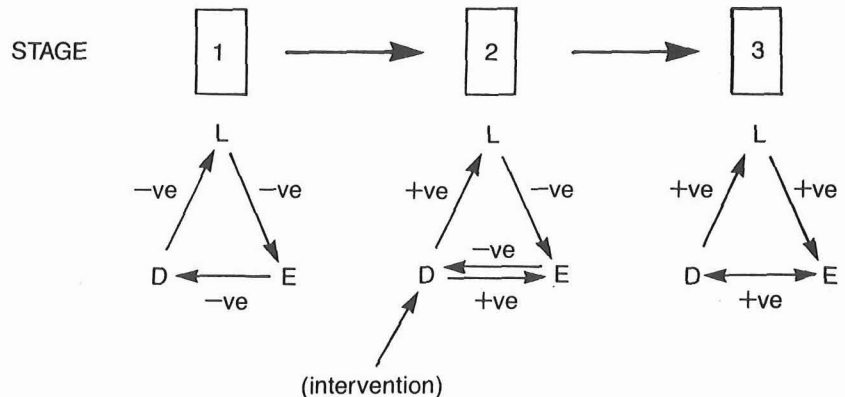 STAGE 1 2 3
L L L
−ve −ve +ve −ve +ve +ve
−ve
D E D E D E
−ve +ve +ve
(intervention)